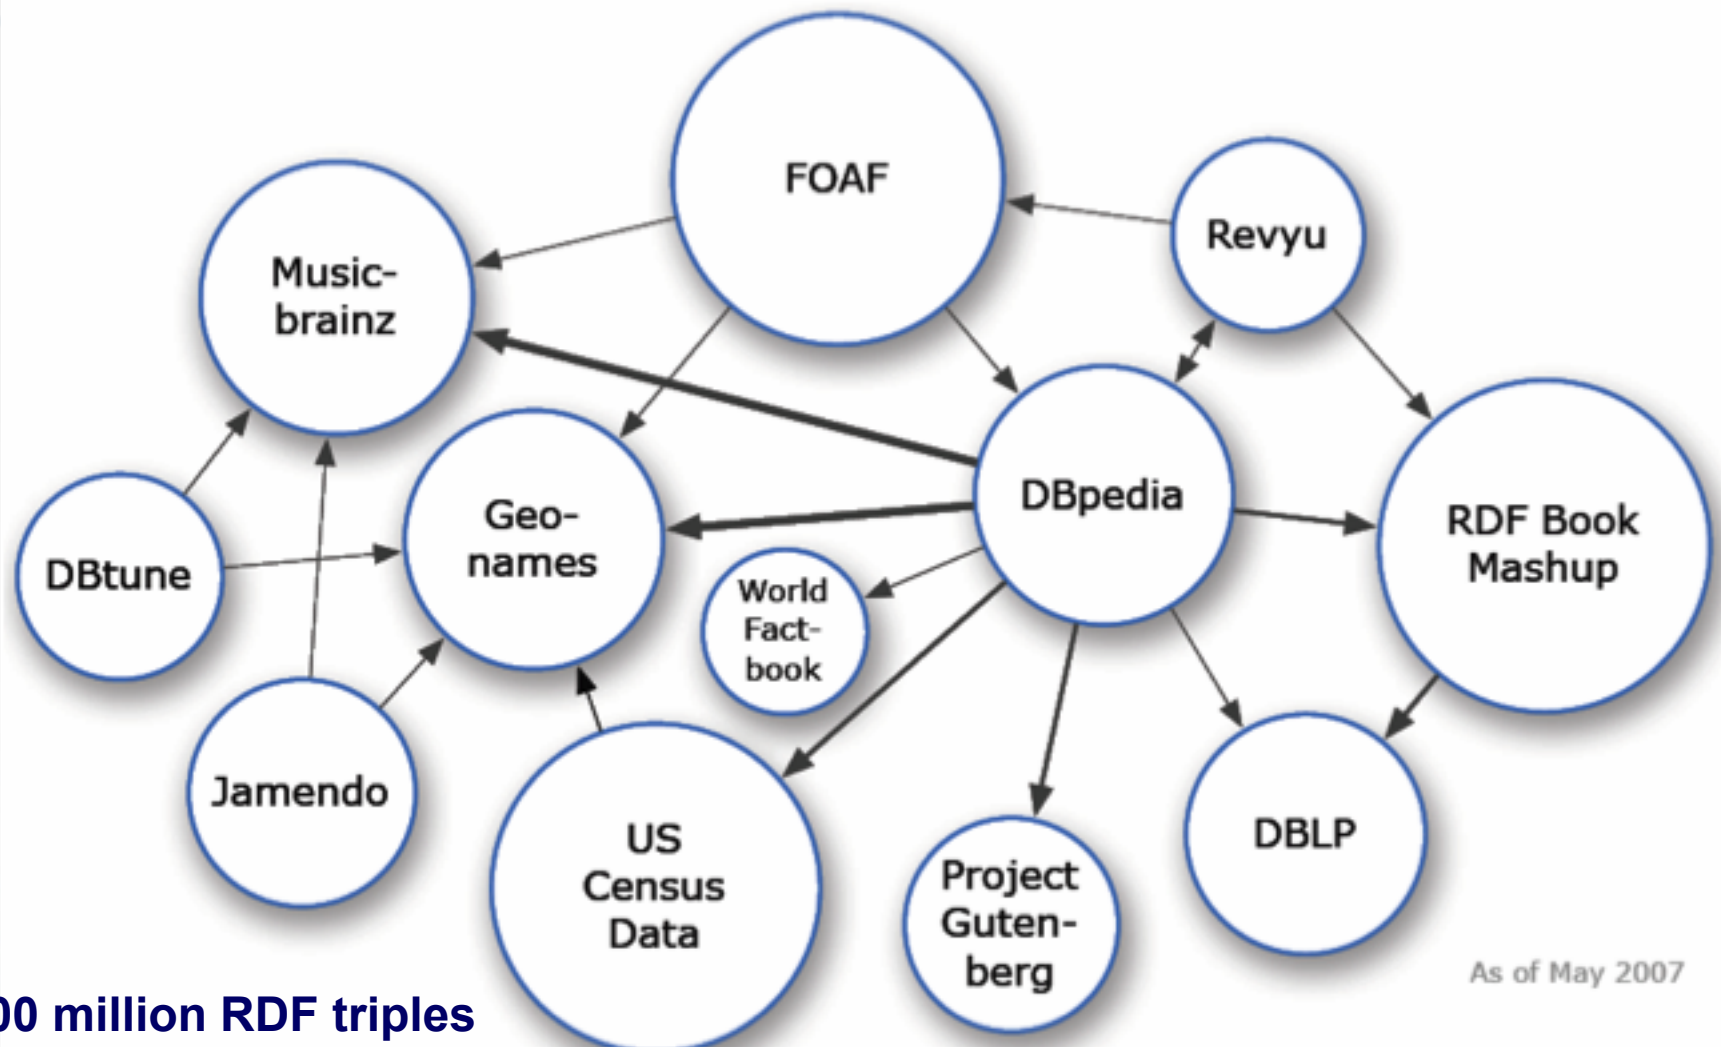 FOAF
Revyu
Music-
brainz
DBpedia
Geo-
names
RDF Book
Mashup
DBtune
World
Fact-
book
Jamendo
US
Census
Data
Project
Guten-
berg
DBLP
As of May 2007
00 million RDF triples